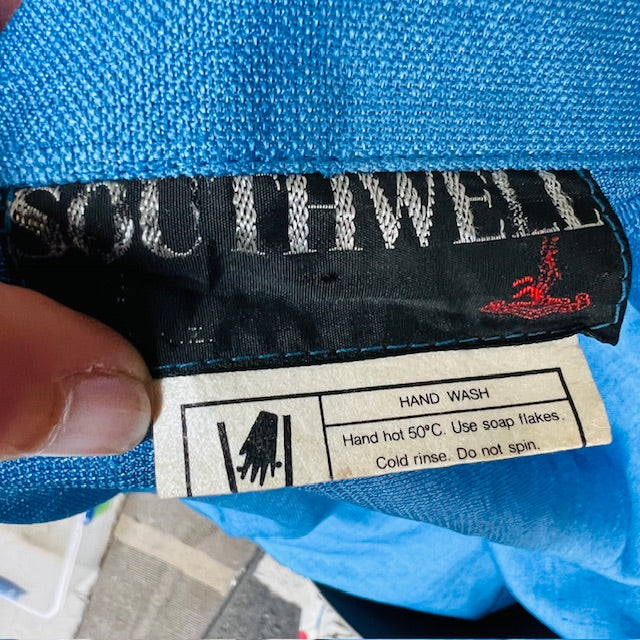 SOUTHWELL
HAND WASH
Hand hot 50°C. Use soap flakes.
Cold rinse. Do not spin.